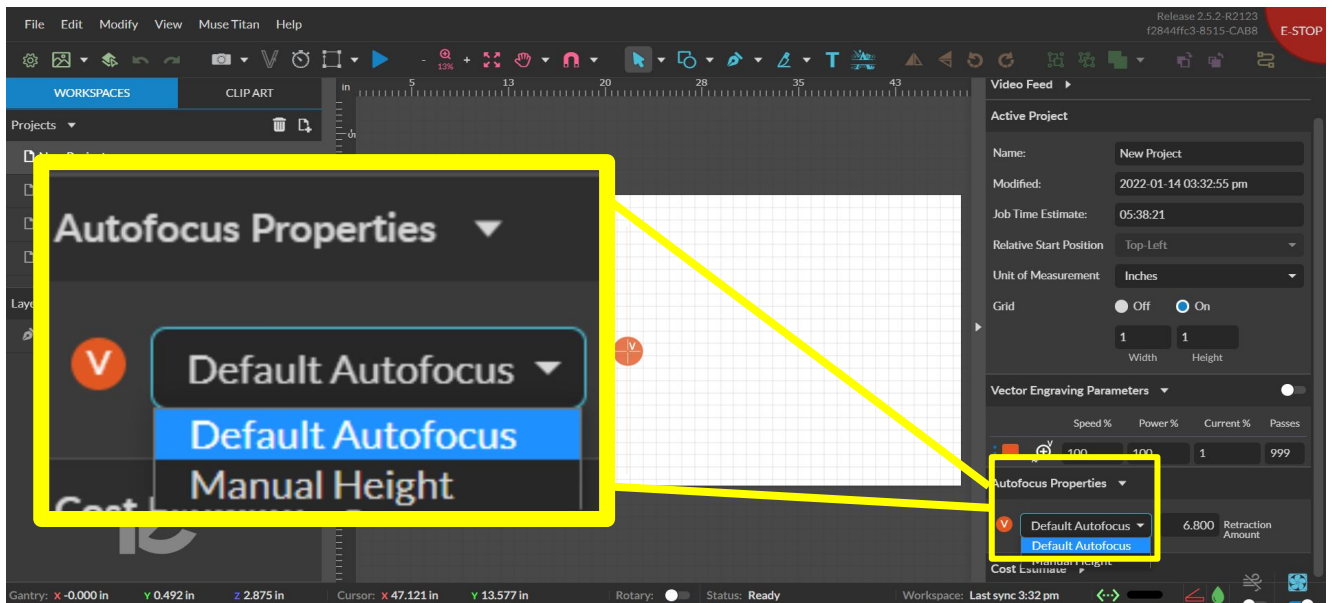 File Edit Modify View Muse Titan Help
Release 2.5.2-R2123
f2844ffc3-8515-CAB8
E-STOP
- 13% +
T
WORKSPACES CLIPART
in 5 13 20 28 35 43
Projects
Autofocus Properties
V Default Autofocus
Default Autofocus
Manual Height
V
Video Feed
Active Project
Name: New Project
Modified: 2022-01-14 03:32:55 pm
Job Time Estimate: 05:38:21
Relative Start Position Top-Left
Unit of Measurement Inches
Grid Off On
1 1
Width Height
Vector Engraving Parameters
Speed % Power % Current % Passes
V 100 100 1 999
Autofocus Properties
V Default Autofocus 6.800 Retraction Amount
Default Autofocus
Manual Height
Cost Estimate
Gantry: X -0.000 in Y 0.492 in Z 2.875 in Cursor: X 47.121 in Y 13.577 in Rotary: Status: Ready Workspace: Last sync 3:32 pm